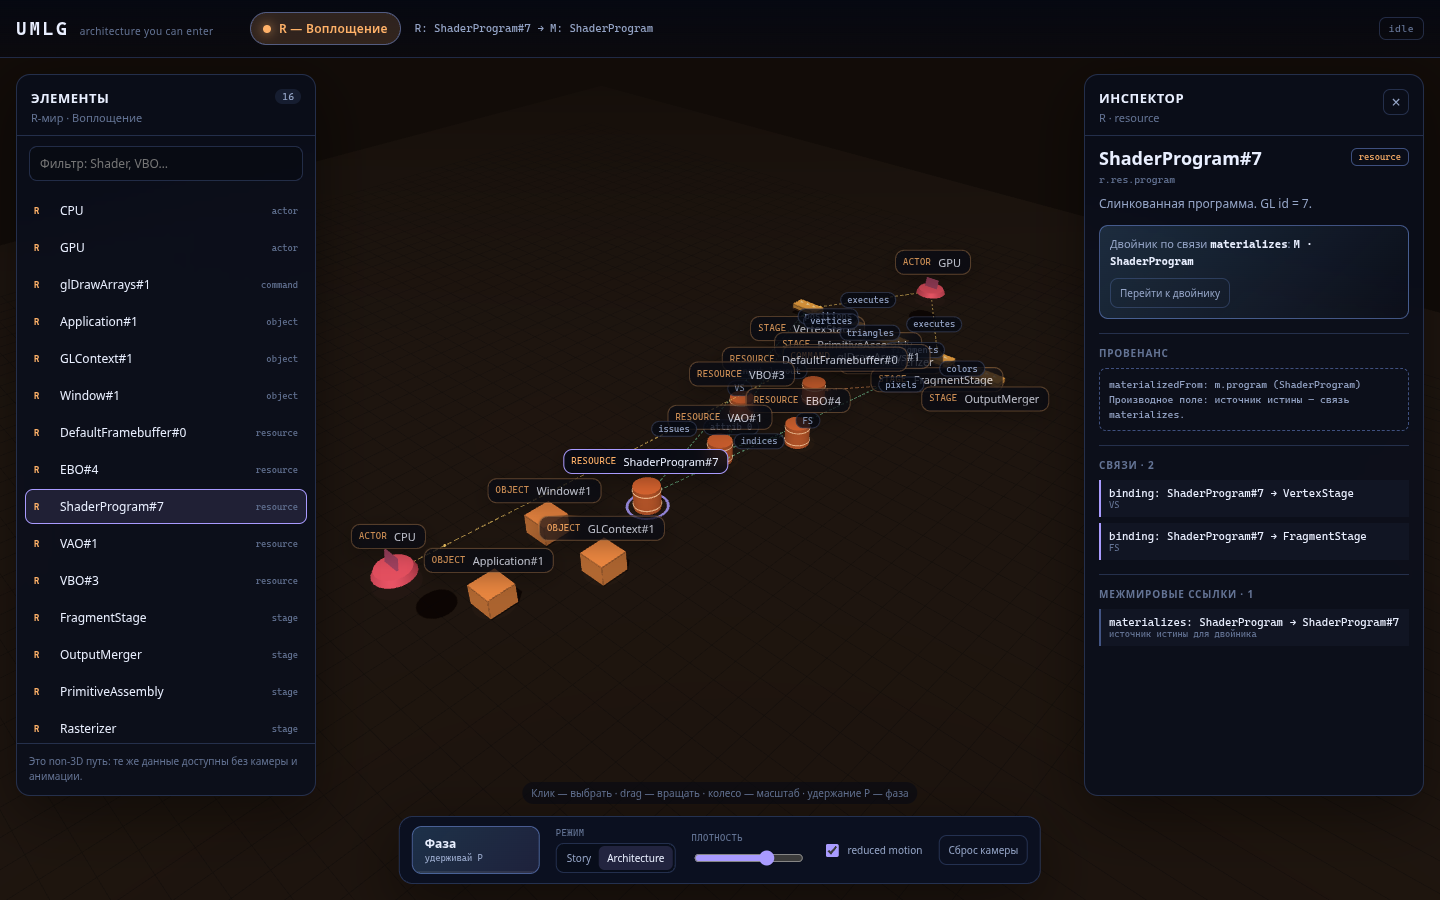 UMLG architecture you can enter
R — Воплощение
R: ShaderProgram#7 → M: ShaderProgram
idle
ЭЛЕМЕНТЫ
16
R-мир · Воплощение
Фильтр: Shader, VBO...
R CPU actor
R GPU actor
R glDrawArrays#1 command
R Application#1 object
R GLContext#1 object
R Window#1 object
R DefaultFramebuffer#0 resource
R EBO#4 resource
R ShaderProgram#7 resource
R VAO#1 resource
R VBO#3 resource
R FragmentStage stage
R OutputMerger stage
R PrimitiveAssembly stage
R Rasterizer stage
Это non-3D путь: те же данные доступны без камеры и
анимации.
ACTOR GPU
executes
vertices
STAGE
triangles
executes
STAGE
RESOURCE DefaultFramebuffer#0
#1
colors
RESOURCE VBO#3
FragmentStage
pixels
VS
RESOURCE EBO#4
STAGE OutputMerger
RESOURCE VAO#1
FS
issues
indices
RESOURCE ShaderProgram#7
OBJECT Window#1
OBJECT GLContext#1
ACTOR CPU
OBJECT Application#1
Клик — выбрать · drag — вращать · колесо — масштаб · удержание P — фаза
Фаза
удерживай P
РЕЖИМ
Story Architecture
ПЛОТНОСТЬ
reduced motion
Сброс камеры
ИНСПЕКТОР
×
R · resource
ShaderProgram#7
resource
r.res.program
Слинкованная программа. GL id = 7.
Двойник по связи materializes: M ·
ShaderProgram
Перейти к двойнику
ПРОВЕНАНС
materializedFrom: m.program (ShaderProgram)
Производное поле: источник истины — связь
materializes.
СВЯЗИ · 2
binding: ShaderProgram#7 → VertexStage
VS
binding: ShaderProgram#7 → FragmentStage
FS
МЕЖМИРОВЫЕ ССЫЛКИ · 1
materializes: ShaderProgram → ShaderProgram#7
источник истины для двойника